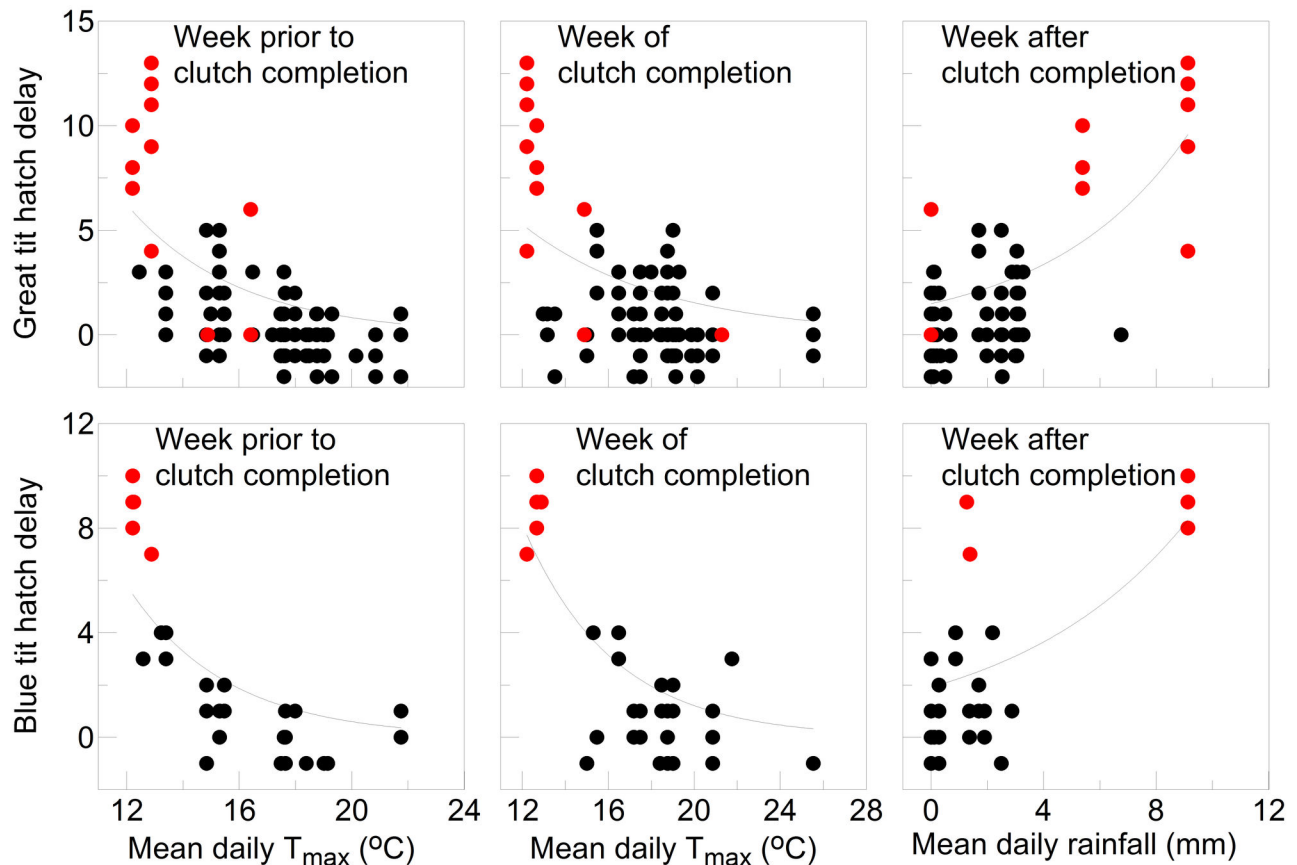 Great tit hatch delay
15
10
5
0
Week prior to
clutch completion
Week of
clutch completion
Week after
clutch completion
Blue tit hatch delay
12
8
4
0
Week prior to
clutch completion
Week of
clutch completion
Week after
clutch completion
12 16 20 24
12 16 20 24 28
0 4 8 12
Mean daily Tmax (oC)
Mean daily Tmax (oC)
Mean daily rainfall (mm)